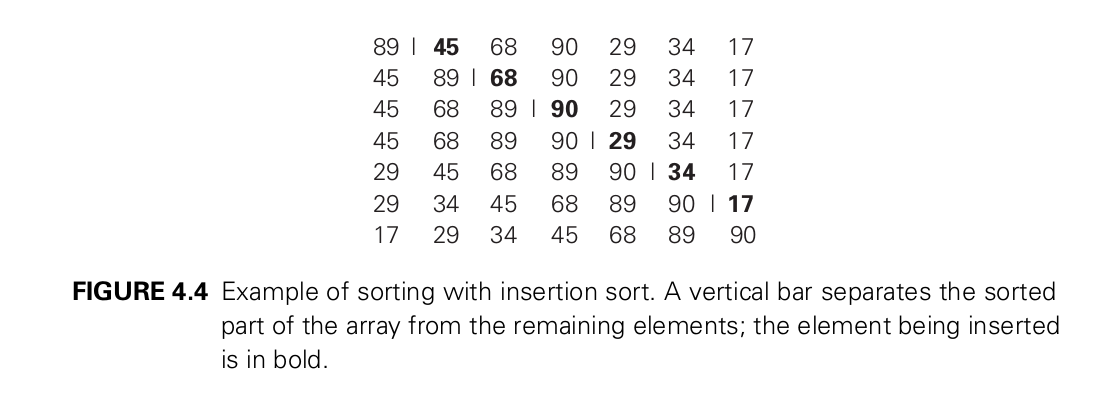 89 | 45 68 90 29 34 17
45 89 | 68 90 29 34 17
45 68 89 | 90 29 34 17
45 68 89 90 | 29 34 17
29 45 68 89 90 | 34 17
29 34 45 68 89 90 | 17
17 29 34 45 68 89 90
FIGURE 4.4 Example of sorting with insertion sort. A vertical bar separates the sorted
part of the array from the remaining elements; the element being inserted
is in bold.